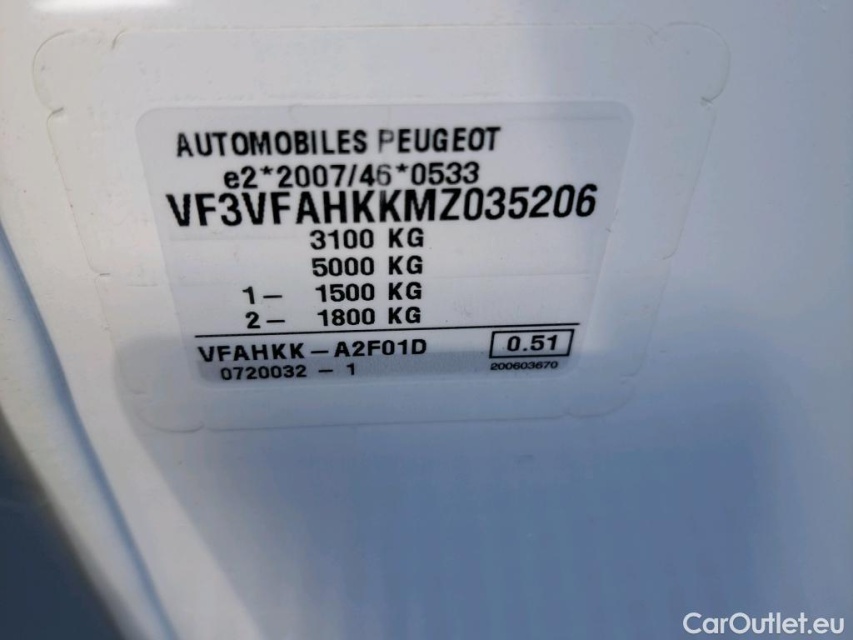 AUTOMOBILES PEUGEOT
e2*2007/46*0533
VF3VFAHKKMZ035206
3100 KG
5000 KG
1- 1500 KG
2- 1800 KG
VFAHKK-A2F01D 0.51
0720032-1 200603670
CarOutlet.eu